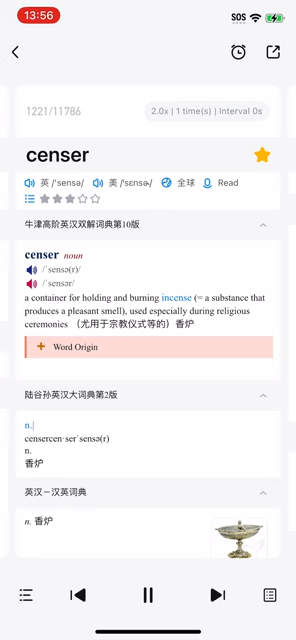 13:56
SOS
1221/11786
2.0x | 1 time(s) | Interval 0s
censer
英 /'sensə/ 美 /'sɛnsɚ/ 全球 Read
牛津高阶英汉双解词典第10版
censer noun
/ˈsensə(r)/
/ˈsensər/
a container for holding and burning incense (= a substance that
produces a pleasant smell), used especially during religious
ceremonies （尤用于宗教仪式等的）香炉
+ Word Origin
陆谷孙英汉大词典第2版
n.|
censercen·serˈsensə(r)
n.
香炉
英汉－汉英词典
n. 香炉